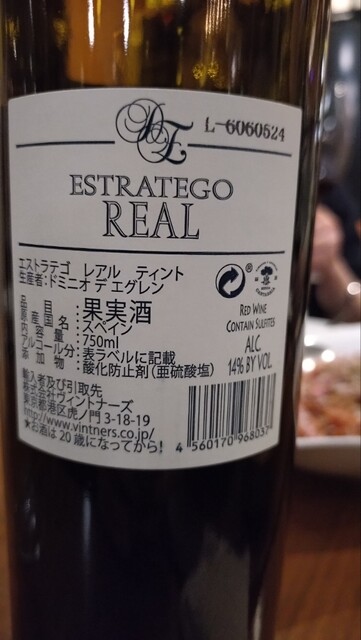 DE
L-6060524
ESTRATEGO
REAL
エストラテゴ レアル ティント
生産者:ドミニオ デ エグレン
品目:果実酒
原産国名:スペイン
内容量:750ml
アルコール分:表ラベルに記載
添加物:酸化防止剤(亜硫酸塩)
輸入者及び引取先
株式会社ヴィントナーズ
東京都港区虎ノ門3-18-19
http://www.vintners.co.jp/
★お酒は20歳になってから!
RED WINE
CONTAIN SULFITES
ALC
14% BY VOL
4 560170 968037